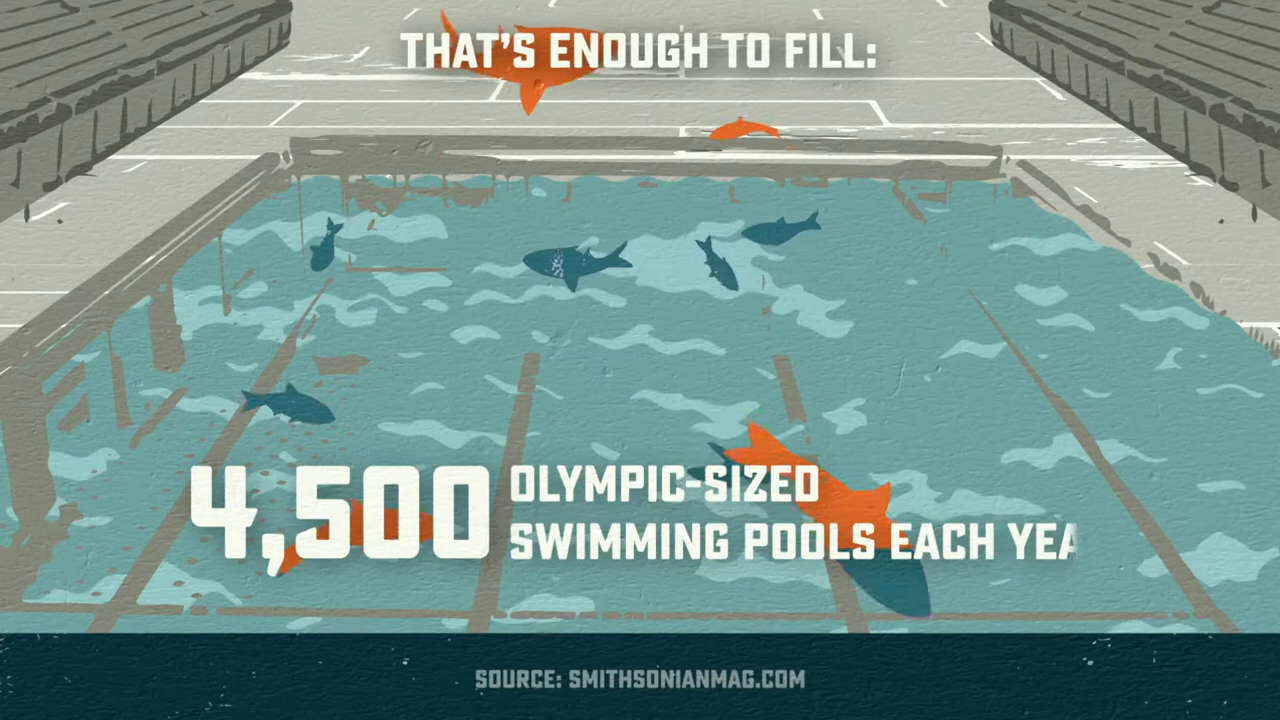 THAT'S ENOUGH TO FILL:
4,500 OLYMPIC-SIZED
SWIMMING POOLS EACH YEA
SOURCE: SMITHSONIANMAG.COM